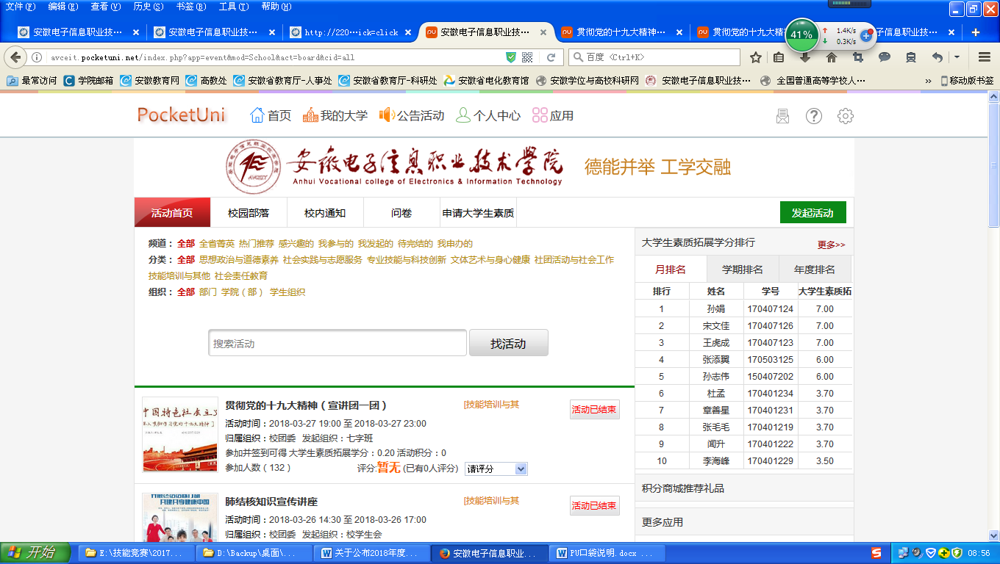 文件(F) 编辑(E) 查看(V) 历史(S) 书签(B) 工具(T) 帮助(H)
安徽电子信息职业技… 安徽电子信息职业技… http://220…ick=click 安徽电子信息职业技… 贯彻党的十九大精神… 贯彻党的十九大 41% 1.4K/s 0.3K/s 子信息职业技…
avceit.pocketuni.net/index.php?app=event&mod=School&act=board&cid=all 百度 <Ctrl+K>
最常访问 学院邮箱 安徽教育网 高教处 安徽省教育厅-人事处 安徽省教育厅-科研处 安徽省电化教育馆 安徽学位与高校科研网 安徽电子信息职业技… 全国普通高等学校人… » 移动版书签
PocketUni 首页 我的大学 公告活动 个人中心 应用
安徽电子信息职业技术学院 德能并举 工学交融
Anhui Vocational college of Electronics & Information Technology
活动首页 校园部落 校内通知 问卷 申请大学生素质 发起活动
频道： 全部 全省菁英 热门推荐 感兴趣的 我参与的 我发起的 待完结的 我申办的
分类： 全部 思想政治与道德素养 社会实践与志愿服务 专业技能与科技创新 文体艺术与身心健康 社团活动与社会工作
技能培训与其他 社会责任教育
组织： 全部 部门 学院（部） 学生组织
搜索活动 找活动
贯彻党的十九大精神（宣讲团一团） [技能培训与其 活动已结束
活动时间：2018-03-27 19:00 至 2018-03-27 23:00
归属组织：校团委 发起组织：七字班
参加并签到可得 大学生素质拓展学分：0.20 活动积分：0
参加人数（132） 评分:暂无 (已有0人评分) 请评分
肺结核知识宣传讲座 [技能培训与其 活动已结束
活动时间：2018-03-26 14:30 至 2018-03-26 17:00
归属组织：校团委 发起组织：校学生会
大学生素质拓展学分排行 更多>>
月排名 学期排名 年度排名
排行 姓名 学号 大学生素质拓
1 孙娟 170407124 7.00
2 宋文佳 170407126 7.00
3 王虎成 170407123 7.00
4 张添翼 170503125 6.00
5 孙志伟 150407202 6.00
6 杜孟 170401234 3.70
7 章善星 170401231 3.70
8 张毛毛 170401219 3.70
9 闻升 170401222 3.70
10 李海峰 170401229 3.50
积分商城推荐礼品
更多应用
开始 E:\技能竞赛\2017... D:\Backup\桌面\... 关于公布2018年度... 安徽电子信息职业... PU口袋说明.docx ... 08:56